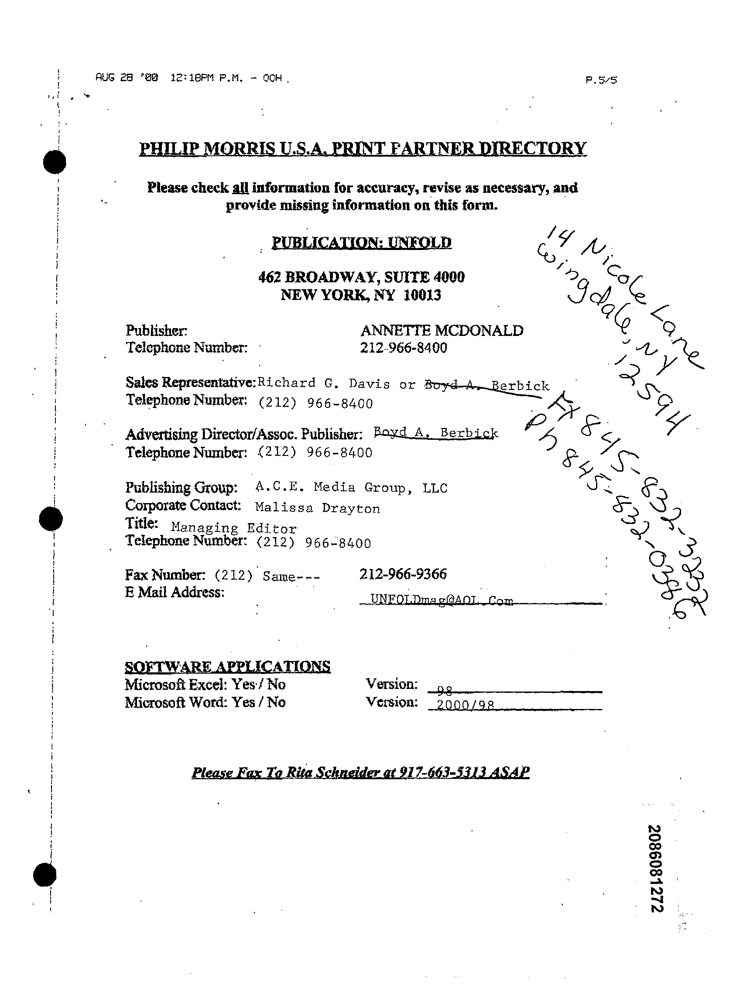 AUG 28 '00 12:18PM P.M. - OOH. P.5/5
PHILIP MORRIS U.S.A. PRINT PARTNER DIRECTORY
Please check all information for accuracy, revise as necessary, and
provide missing information on this form.
PUBLICATION: UNFOLD
462 BROADWAY, SUITE 4000
NEW YORK, NY 10013
14 Nicole Lane
Wingdale, NY
12594
Fx 845-832-3232
Ph 845-832-0386
Publisher: ANNETTE MCDONALD
Telephone Number: 212-966-8400
Sales Representative: Richard G. Davis or Boyd A. Berbick
Telephone Number: (212) 966-8400
Advertising Director/Assoc. Publisher: Boyd A. Berbick
Telephone Number: (212) 966-8400
Publishing Group: A.C.E. Media Group, LLC
Corporate Contact: Malissa Drayton
Title: Managing Editor
Telephone Number: (212) 966-8400
Fax Number: (212) Same--- 212-966-9366
E Mail Address: UNFOLDmag@AOL.Com
SOFTWARE APPLICATIONS
Microsoft Excel: Yes / No Version: 98
Microsoft Word: Yes / No Version: 2000/98
Please Fax To Rita Schneider at 917-663-5313 ASAP
2086081272